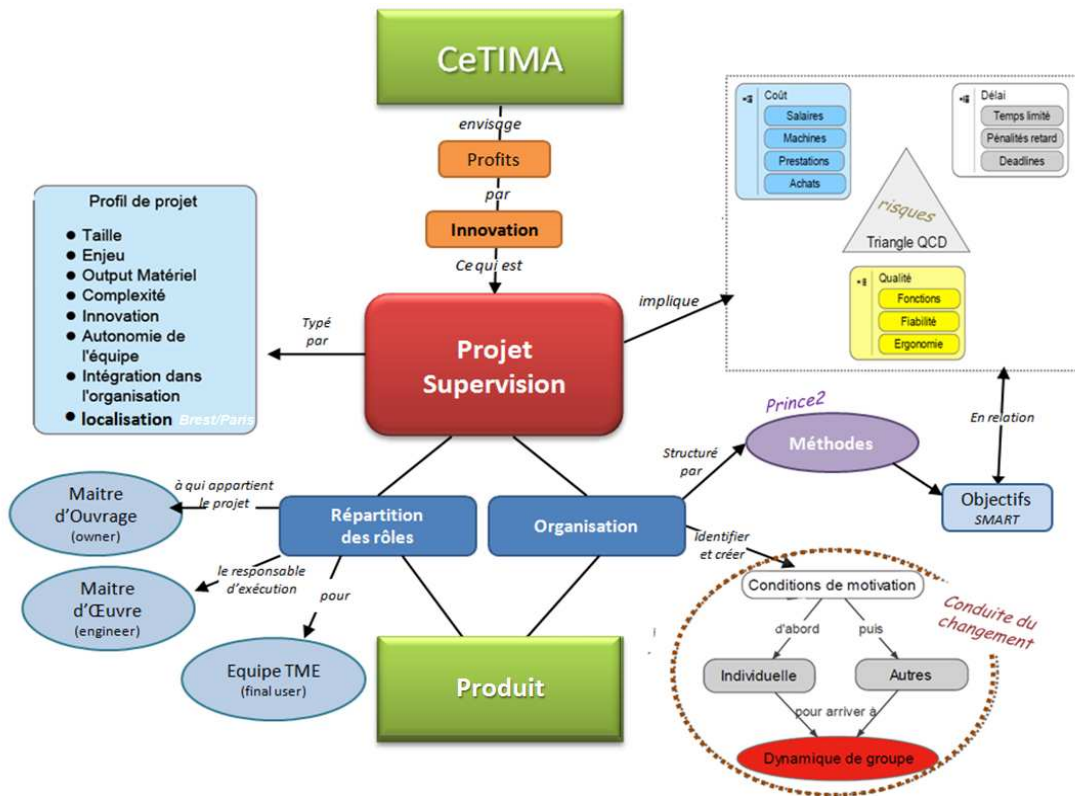 CeTIMA
envisage
Profits
par
Innovation
Ce qui est
Projet
Supervision
Typé
par
Profil de projet
Taille
Enjeu
Output Matériel
Complexité
Innovation
Autonomie de
l'équipe
Intégration dans
l'organisation
localisation Brest/Paris
implique
Coût
Salaires
Machines
Prestations
Achats
Délai
Temps limité
Pénalités retard
Deadlines
risques
Triangle QCD
Qualité
Fonctions
Fiabilité
Ergonomie
En relation
Prince2
Méthodes
Structuré
par
Objectifs
SMART
Répartition
des rôles
Organisation
à qui appartient
le projet
Maitre
d'Ouvrage
(owner)
le responsable
d'exécution
Maitre
d'Œuvre
(engineer)
pour
Equipe TME
(final user)
Produit
Identifier
et créer
Conditions de motivation
Conduite du
changement
d'abord
puis
Individuelle
Autres
pour arriver à
Dynamique de groupe